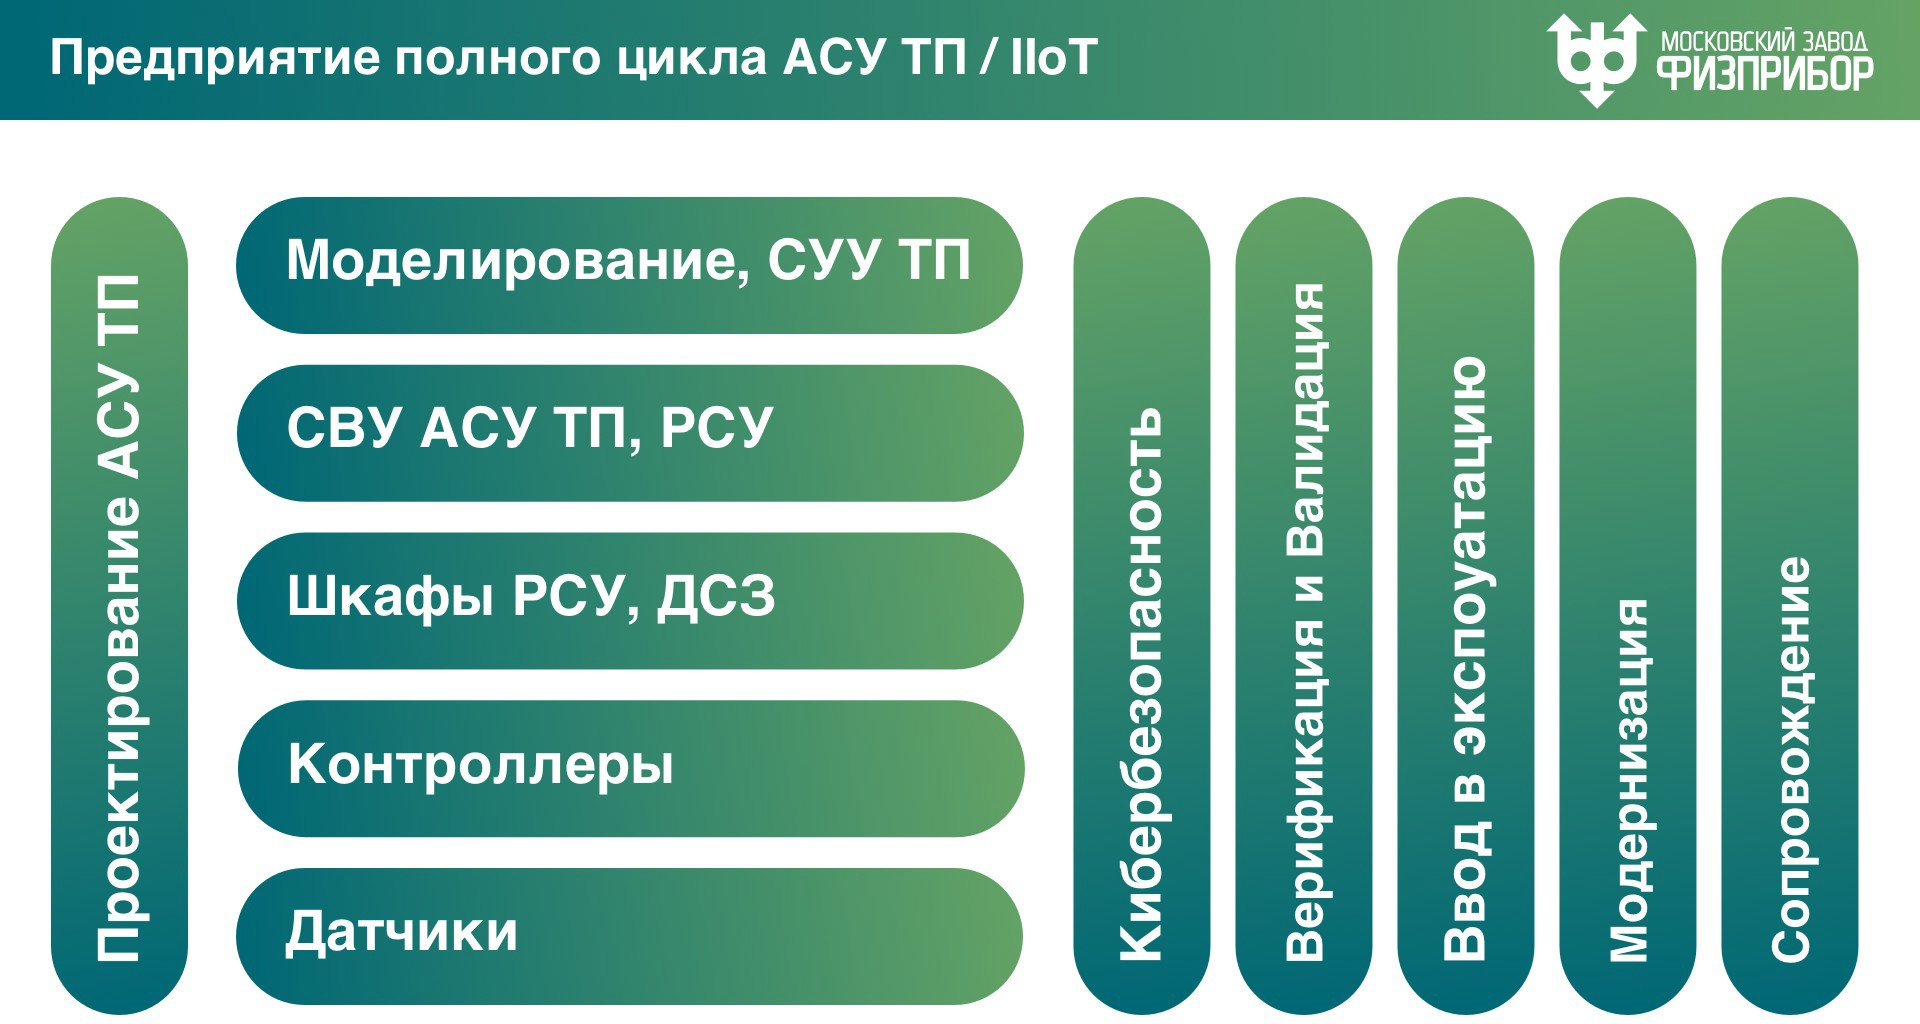 Предприятие полного цикла АСУ ТП / IIoT
МОСКОВСКИЙ ЗАВОД
ФИЗПРИБОР
Проектирование АСУ ТП
Моделирование, СУУ ТП
СВУ АСУ ТП, РСУ
Шкафы РСУ, ДСЗ
Контроллеры
Датчики
Кибербезопасность
Верификация и Валидация
Ввод в экспоуатацию
Модернизация
Сопровождение